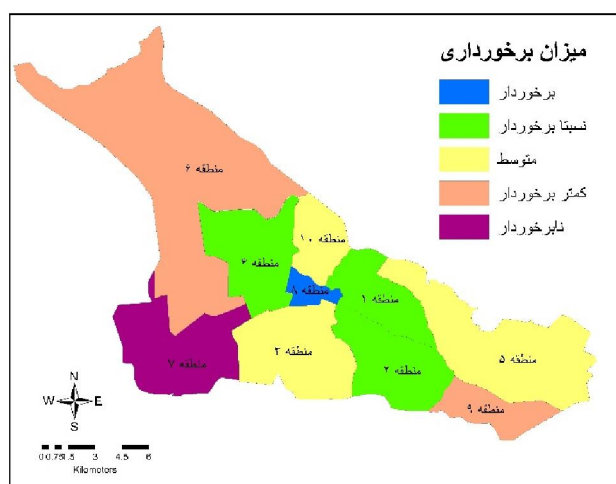 میزان برخورداری
برخوردار
نسبتا برخوردار
متوسط
کمتر برخوردار
نابرخوردار
منطقه ۶
منطقه ۱۰
منطقه ۴
منطقه ۸
منطقه ۱
منطقه ۳
منطقه ۲
منطقه ۵
منطقه ۷
منطقه ۹
N
W E
S
0 0.75 1.5 3 4.5 6
Kilometers